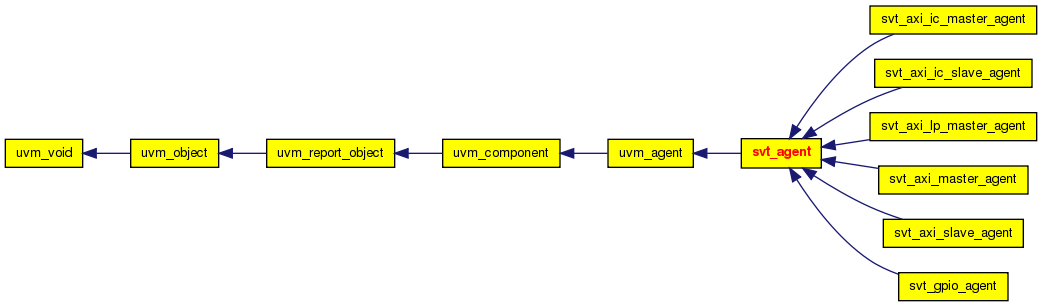 svt_axi_ic_master_agent
svt_axi_ic_slave_agent
svt_axi_lp_master_agent
uvm_void
uvm_object
uvm_report_object
uvm_component
uvm_agent
svt_agent
svt_axi_master_agent
svt_axi_slave_agent
svt_gpio_agent